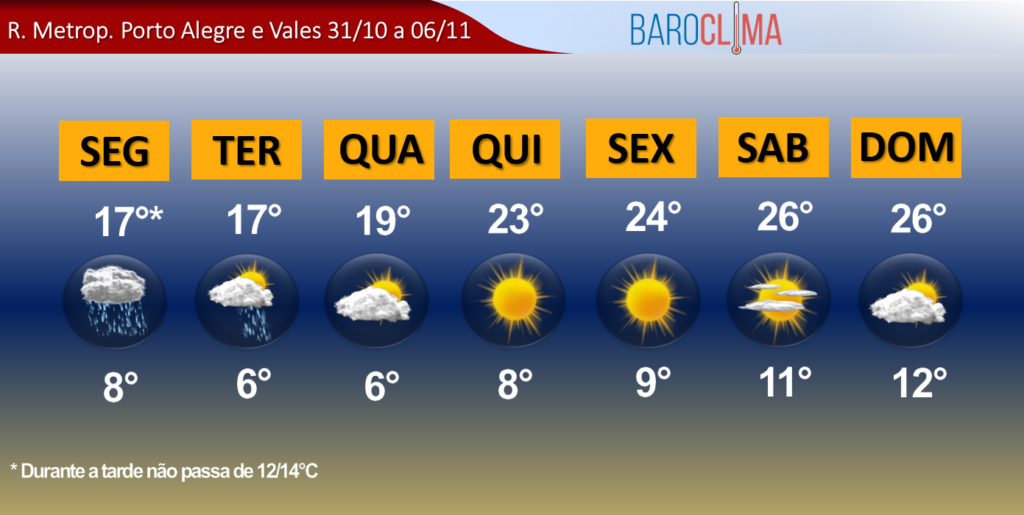 R. Metrop. Porto Alegre e Vales 31/10 a 06/11
BAROCLIMA
SEG TER QUA QUI SEX SAB DOM
17°* 17° 19° 23° 24° 26° 26°
8° 6° 6° 8° 9° 11° 12°
* Durante a tarde não passa de 12/14°C